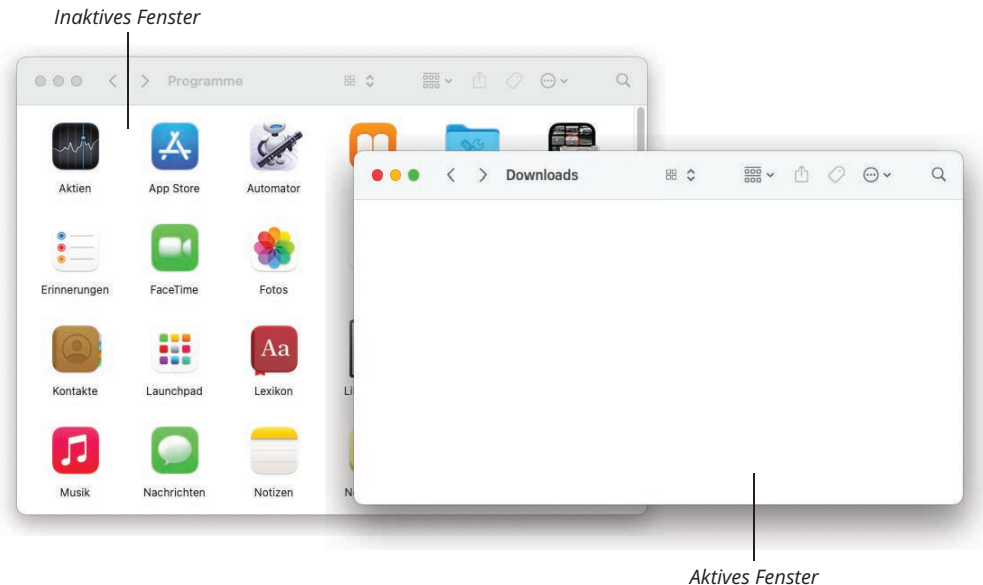 Inaktives Fenster
Programme
Aktien
App Store
Automator
Downloads
Erinnerungen
FaceTime
Fotos
Kontakte
Launchpad
Aa
Lexikon
Musik
Nachrichten
Notizen
Aktives Fenster